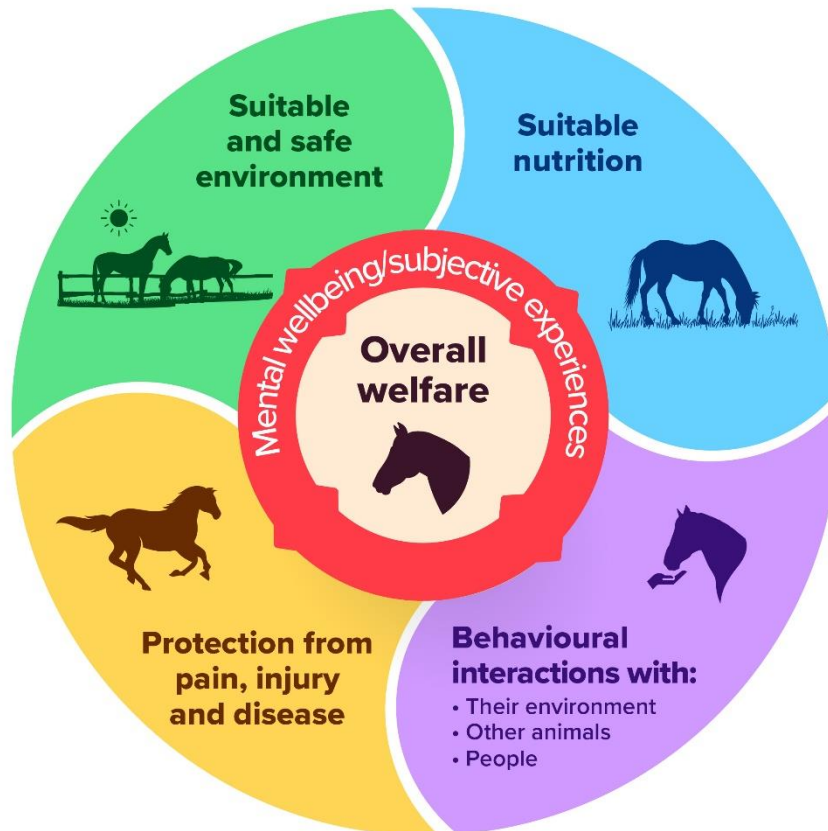 Suitable
and safe
environment
Suitable
nutrition
Mental wellbeing/subjective experiences
Overall
welfare
Protection from
pain, injury
and disease
Behavioural
interactions with:
• Their environment
• Other animals
• People